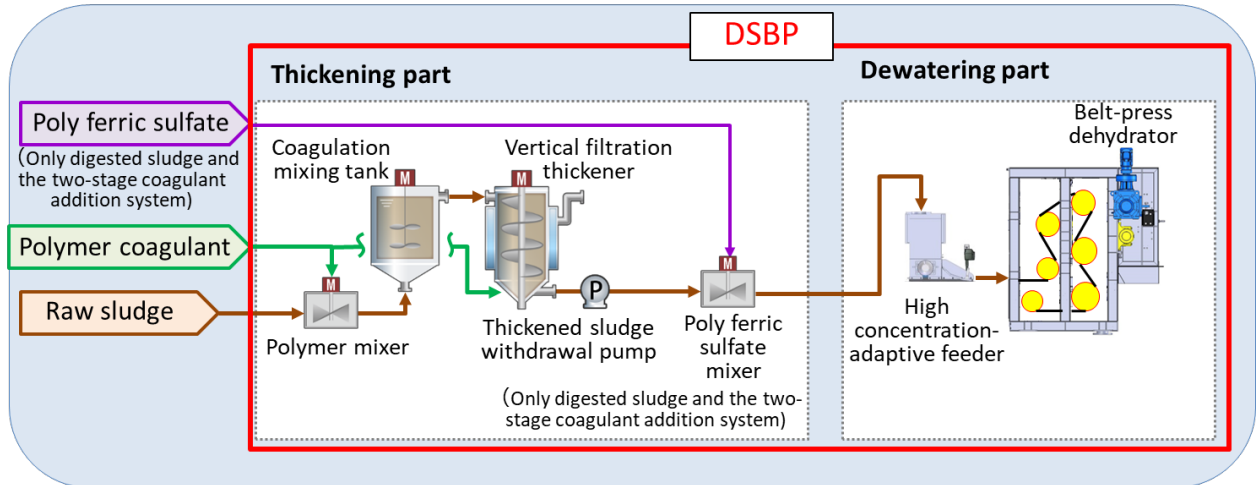 DSBP
Thickening part
Dewatering part
Poly ferric sulfate
（Only digested sludge and
the two-stage coagulant
addition system)
Polymer coagulant
Raw sludge
Coagulation
mixing tank
M
Vertical filtration
thickener
M
M
Polymer mixer
P
Thickened sludge
withdrawal pump
M
Poly ferric
sulfate
mixer
（Only digested sludge and the two-
stage coagulant addition system)
Belt-press
dehydrator
High
concentration-
adaptive feeder